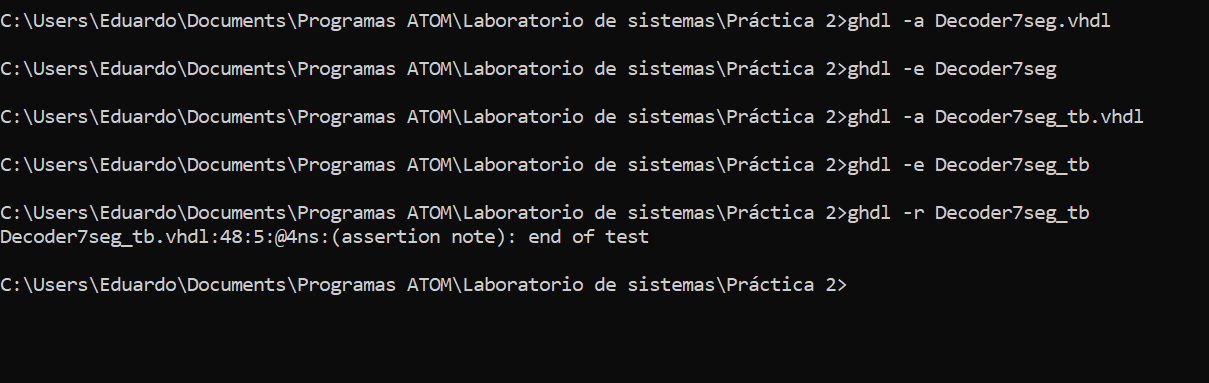 C:\Users\Eduardo\Documents\Programas ATOM\Laboratorio de sistemas\Práctica 2>ghdl -a Decoder7seg.vhdl
C:\Users\Eduardo\Documents\Programas ATOM\Laboratorio de sistemas\Práctica 2>ghdl -e Decoder7seg
C:\Users\Eduardo\Documents\Programas ATOM\Laboratorio de sistemas\Práctica 2>ghdl -a Decoder7seg_tb.vhdl
C:\Users\Eduardo\Documents\Programas ATOM\Laboratorio de sistemas\Práctica 2>ghdl -e Decoder7seg_tb
C:\Users\Eduardo\Documents\Programas ATOM\Laboratorio de sistemas\Práctica 2>ghdl -r Decoder7seg_tb
Decoder7seg_tb.vhdl:48:5:@4ns:(assertion note): end of test
C:\Users\Eduardo\Documents\Programas ATOM\Laboratorio de sistemas\Práctica 2>